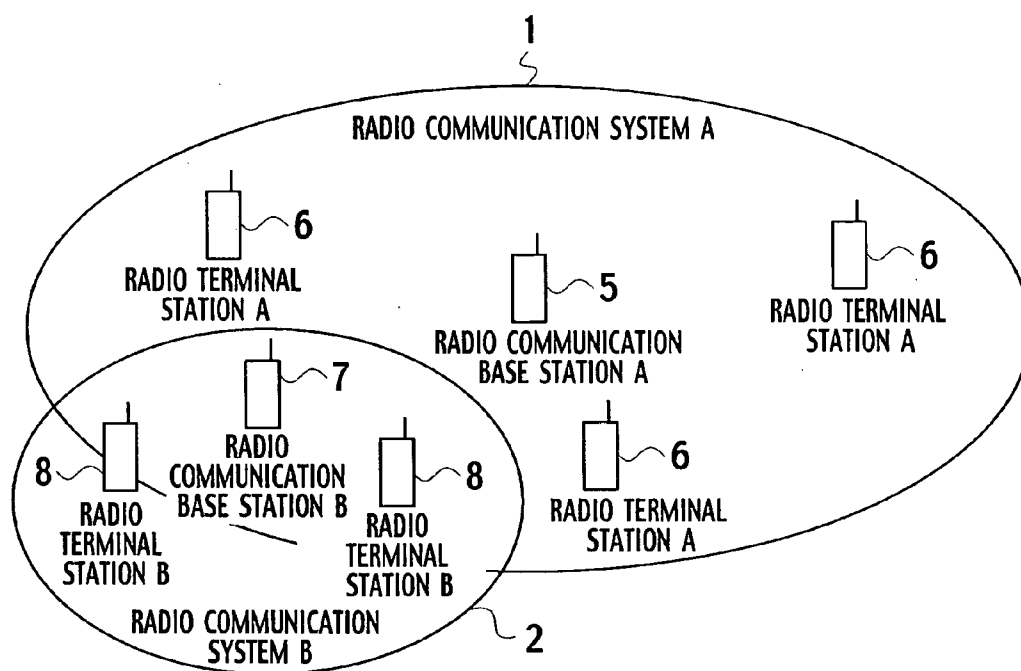 1
RADIO COMMUNICATION SYSTEM A
6
RADIO TERMINAL
STATION A
5
RADIO COMMUNICATION
BASE STATION A
6
RADIO TERMINAL
STATION A
7
RADIO
COMMUNICATION
BASE STATION B
8
RADIO
TERMINAL
STATION B
8
RADIO
TERMINAL
STATION B
6
RADIO TERMINAL
STATION A
RADIO COMMUNICATION
SYSTEM B
2